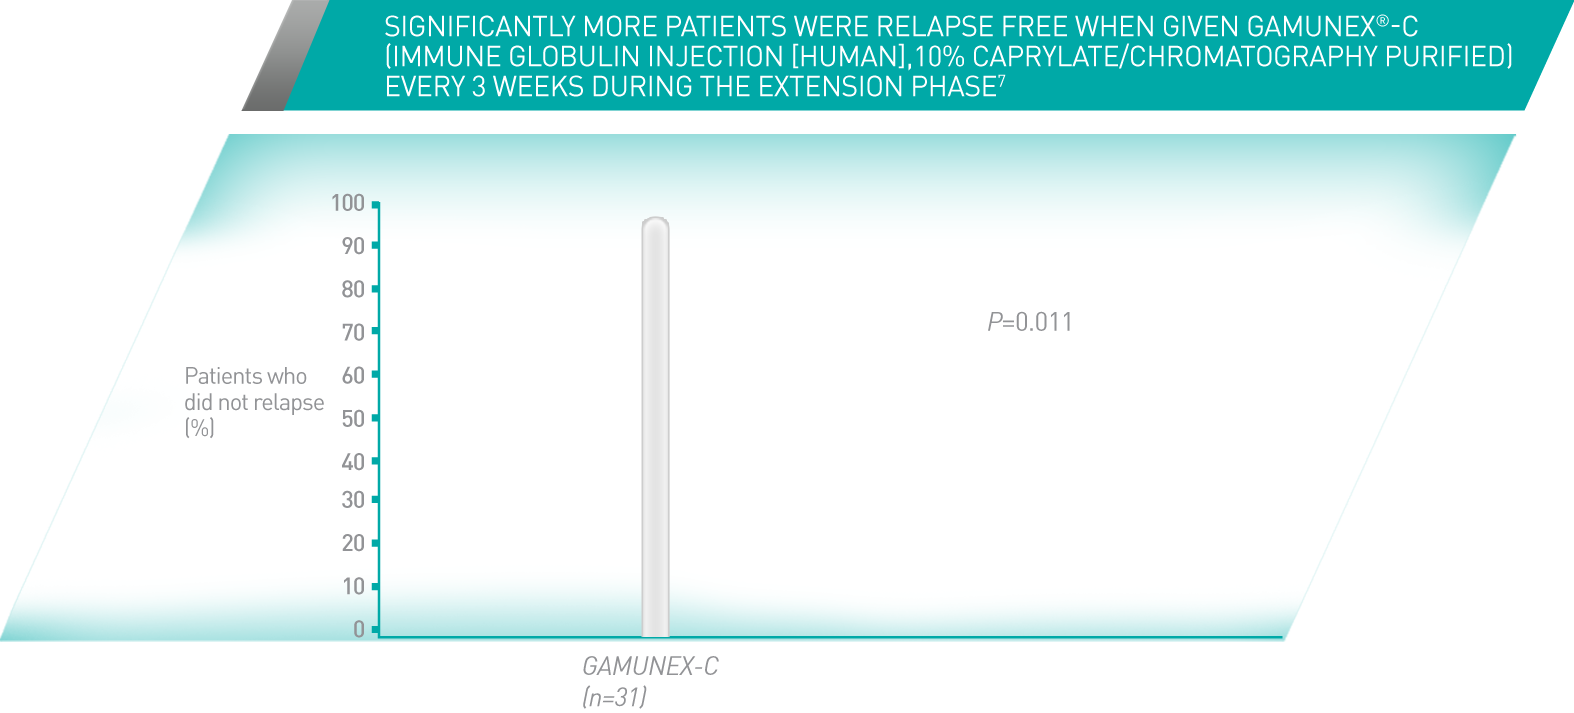 SIGNIFICANTLY MORE PATIENTS WERE RELAPSE FREE WHEN GIVEN GAMUNEX®-C
(IMMUNE GLOBULIN INJECTION [HUMAN],10% CAPRYLATE/CHROMATOGRAPHY PURIFIED)
EVERY 3 WEEKS DURING THE EXTENSION PHASE⁷
100
90
80
70
60
50
40
30
20
10
0
Patients who
did not relapse
(%)
P=0.011
GAMUNEX-C
(n=31)